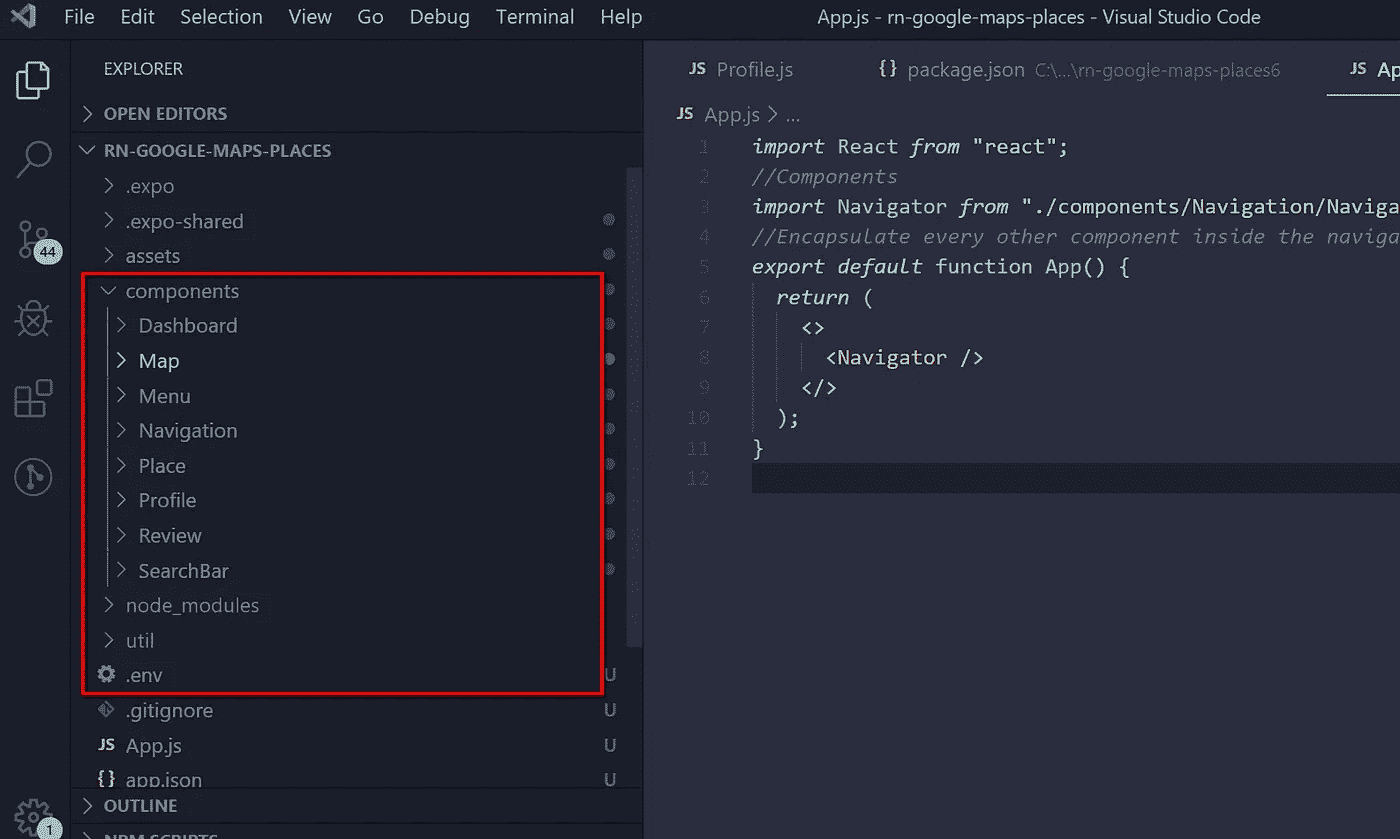 File Edit Selection View Go Debug Terminal Help App.js - rn-google-maps-places - Visual Studio Code
EXPLORER
OPEN EDITORS
RN-GOOGLE-MAPS-PLACES
.expo
.expo-shared
assets
components
Dashboard
Map
Menu
Navigation
Place
Profile
Review
SearchBar
node_modules
util
.env U
.gitignore U
JS App.js U
{} app.json U
OUTLINE
NPM SCRIPTS
44
1
JS Profile.js {} package.json C:\...\rn-google-maps-places6 JS Ap
JS App.js > ...
1 import React from "react";
2 //Components
3 import Navigator from "./components/Navigation/Naviga
4 //Encapsulate every other component inside the naviga
5 export default function App() {
6 return (
7 <>
8 <Navigator />
9 </>
10 );
11 }
12